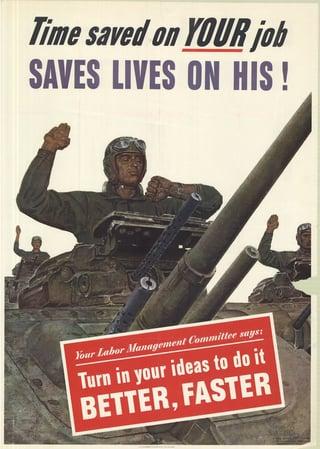 Time saved on YOUR job
SAVES LIVES ON HIS!
Your Labor Management Committee says:
Turn in your ideas to do it
BETTER, FASTER